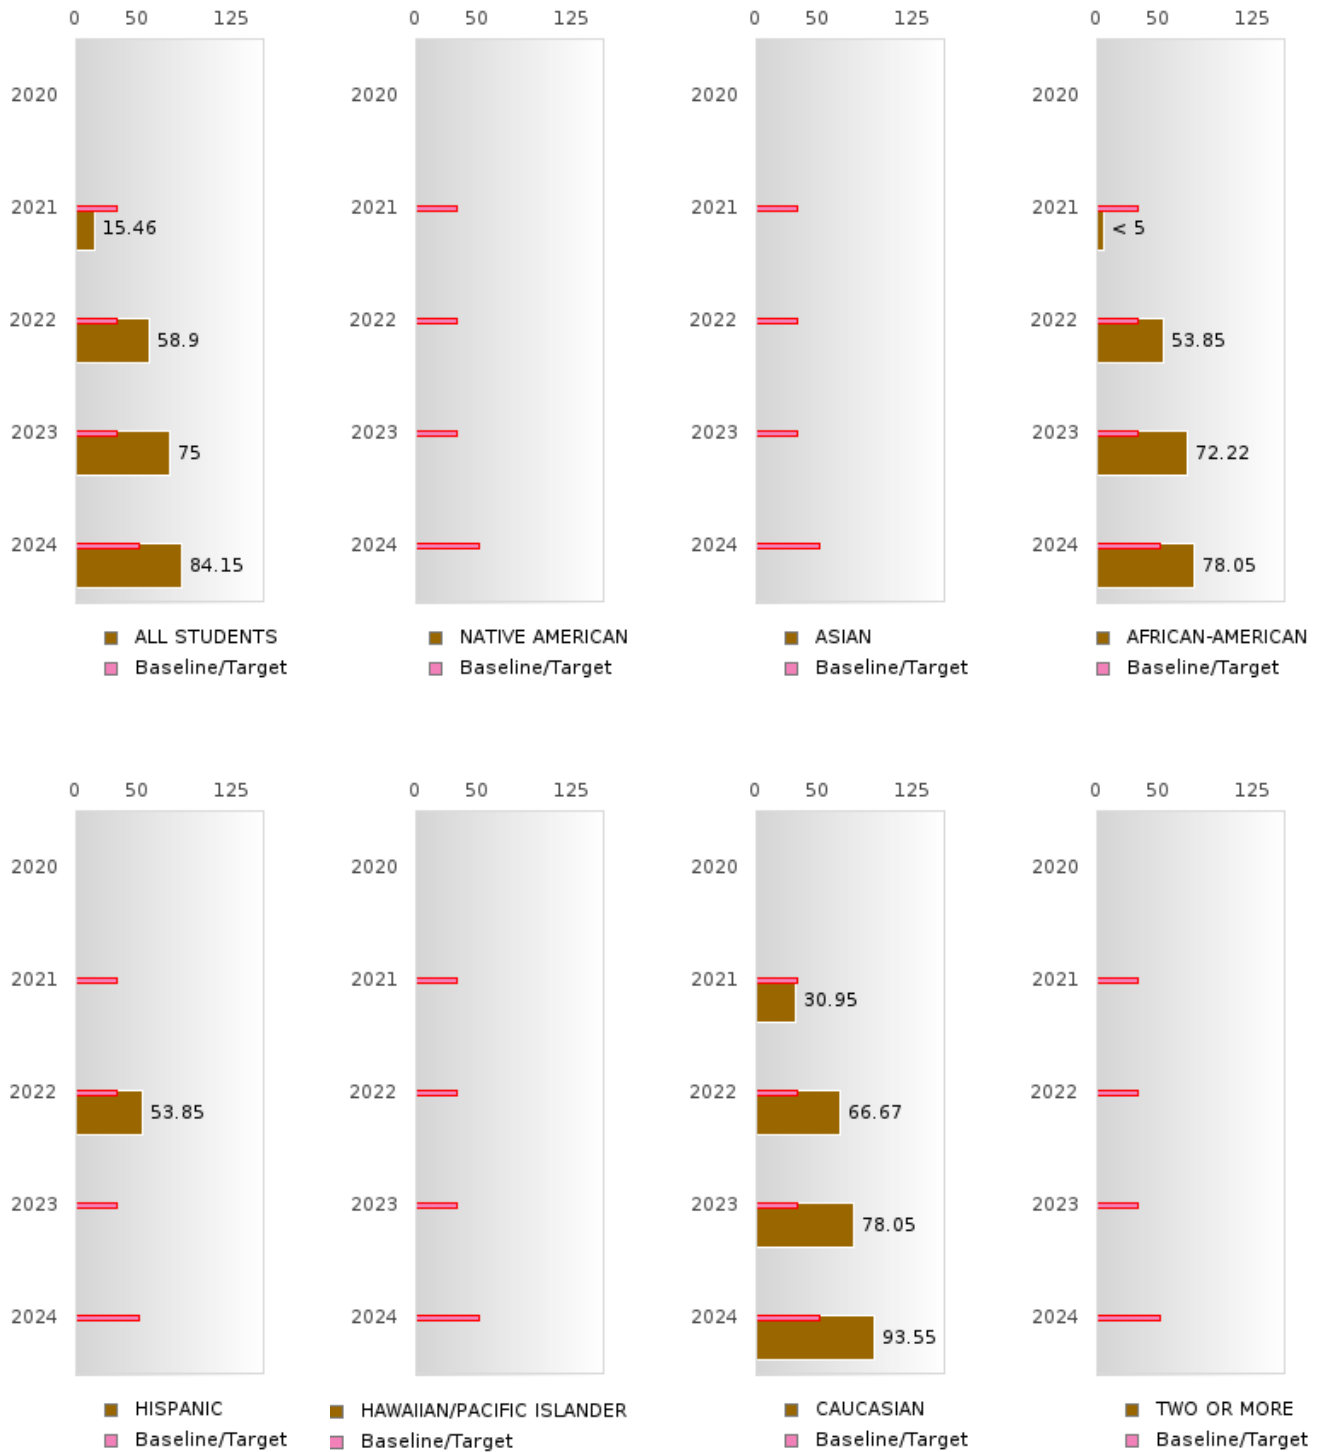 0 50 125 0 50 125 0 50 125 0 50 125
2020 2020 2020 2020
2021 2021 2021 2021
15.46 < 5
2022 2022 2022 2022
58.9 53.85
2023 2023 2023 2023
75 72.22
2024 2024 2024 2024
84.15 78.05
ALL STUDENTS NATIVE AMERICAN ASIAN AFRICAN-AMERICAN
Baseline/Target Baseline/Target Baseline/Target Baseline/Target
0 50 125 0 50 125 0 50 125 0 50 125
2020 2020 2020 2020
2021 2021 2021 2021
30.95
2022 2022 2022 2022
53.85 66.67
2023 2023 2023 2023
78.05
2024 2024 2024 2024
93.55
HISPANIC HAWAIIAN/PACIFIC ISLANDER CAUCASIAN TWO OR MORE
Baseline/Target Baseline/Target Baseline/Target Baseline/Target